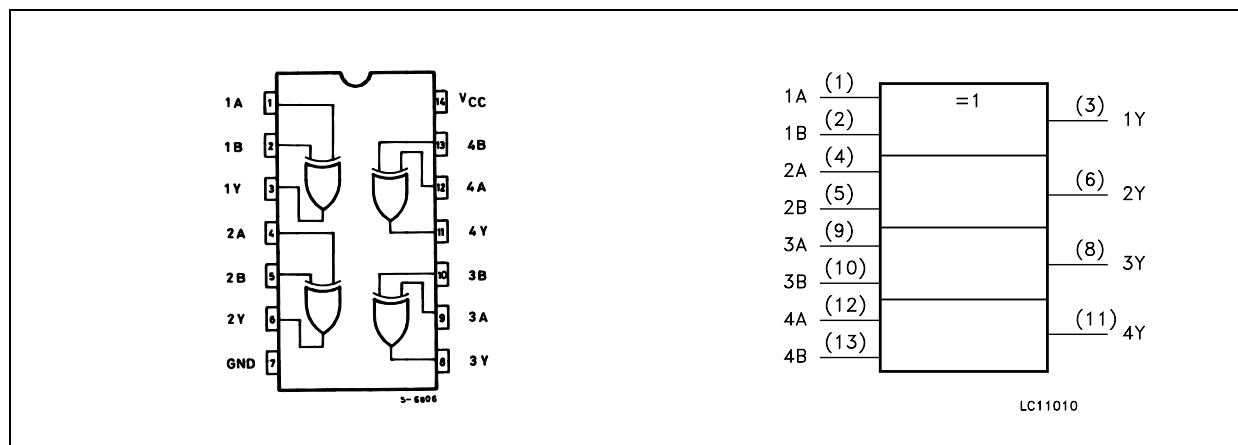 1A 1 14 VCC
1B 2 13 4B
1Y 3 12 4A
2A 4 11 4Y
2B 5 10 3B
2Y 6 9 3A
GND 7 8 3Y
S-6806
1A (1) =1 (3) 1Y
1B (2)
2A (4) (6) 2Y
2B (5)
3A (9) (8) 3Y
3B (10)
4A (12) (11) 4Y
4B (13)
LC11010